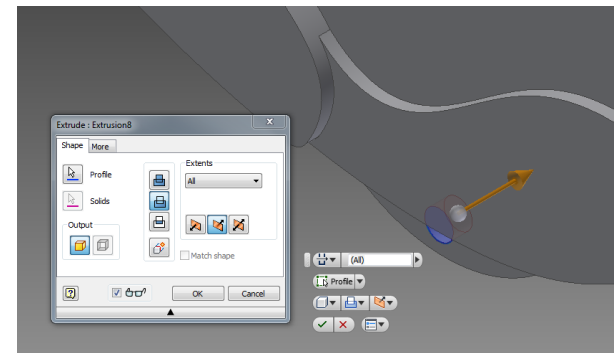 Extrude : Extrusion8
Shape More
Profile
Solids
Output
Extents
All
Match shape
OK Cancel
(All)
Profile